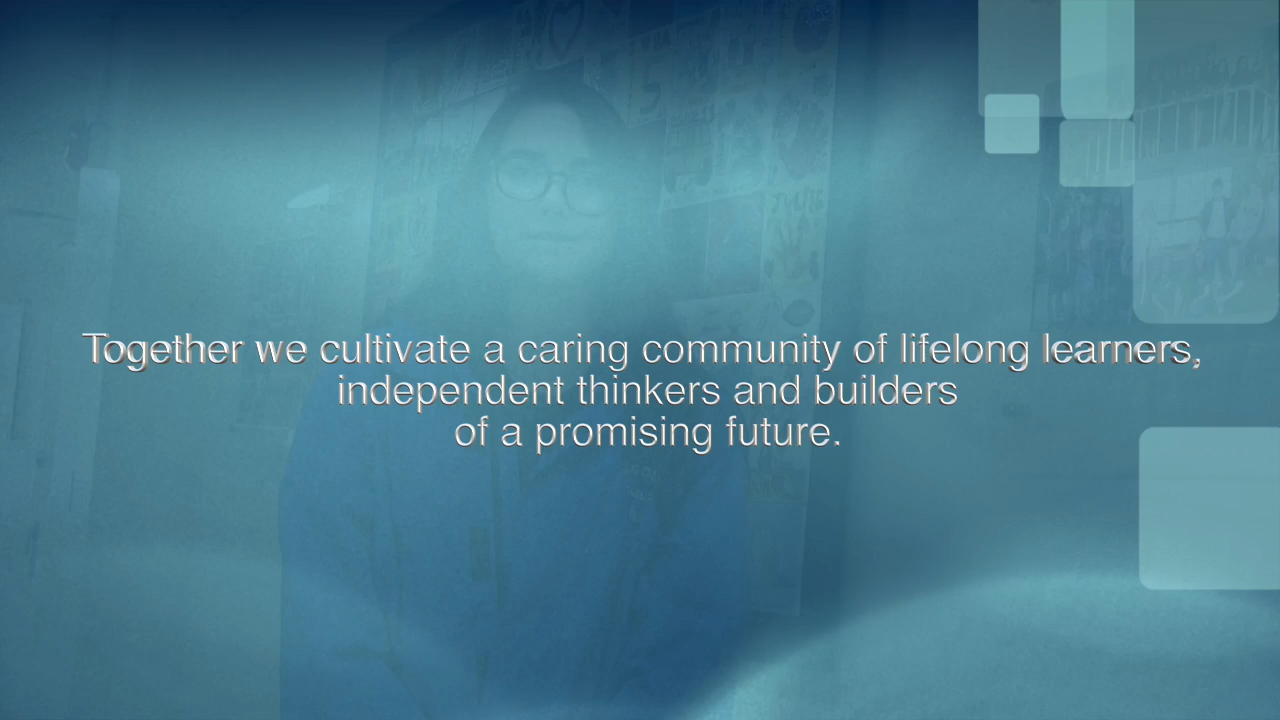 Together we cultivate a caring community of lifelong learners,
independent thinkers and builders
of a promising future.